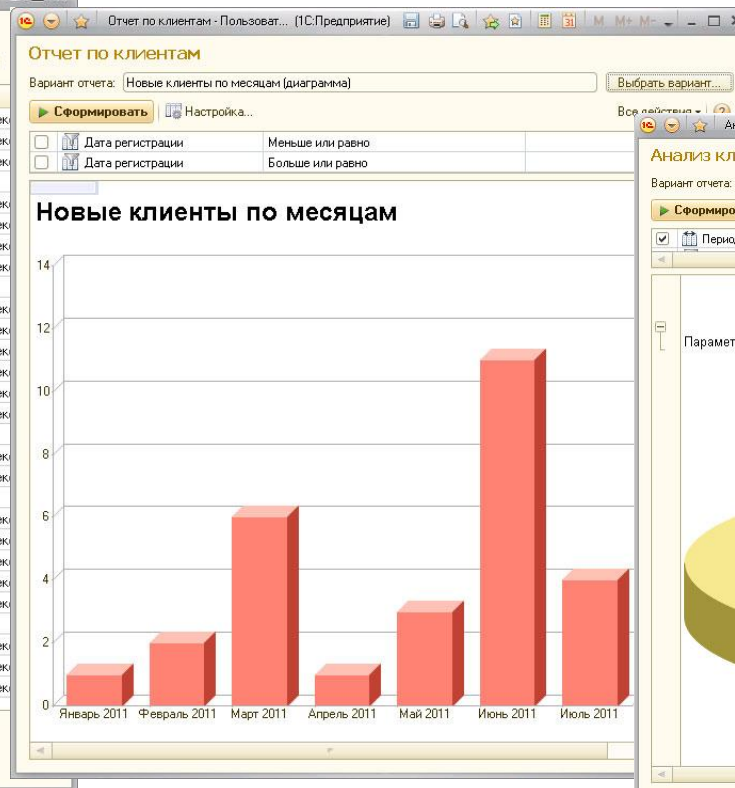 Отчет по клиентам - Пользоват... (1С:Предприятие) M M+ M-
Отчет по клиентам
Вариант отчета: Новые клиенты по месяцам (диаграмма) Выбрать вариант...
Сформировать Настройка... Все действия
Дата регистрации Меньше или равно
Дата регистрации Больше или равно
Новые клиенты по месяцам
14
12
10
8
6
4
2
0
Январь 2011 Февраль 2011 Март 2011 Апрель 2011 Май 2011 Июнь 2011 Июль 2011
Ан
Анализ кл
Вариант отчета:
Сформиро
Период
Парамет